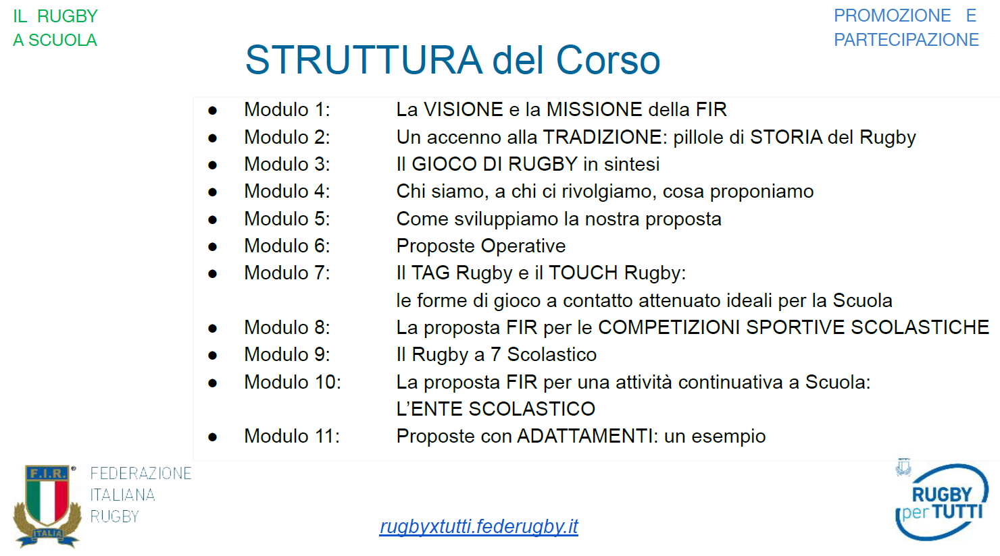 IL RUGBY
A SCUOLA
PROMOZIONE E
PARTECIPAZIONE
STRUTTURA del Corso
● Modulo 1: La VISIONE e la MISSIONE della FIR
● Modulo 2: Un accenno alla TRADIZIONE: pillole di STORIA del Rugby
● Modulo 3: Il GIOCO DI RUGBY in sintesi
● Modulo 4: Chi siamo, a chi ci rivolgiamo, cosa proponiamo
● Modulo 5: Come sviluppiamo la nostra proposta
● Modulo 6: Proposte Operative
● Modulo 7: Il TAG Rugby e il TOUCH Rugby:
le forme di gioco a contatto attenuato ideali per la Scuola
● Modulo 8: La proposta FIR per le COMPETIZIONI SPORTIVE SCOLASTICHE
● Modulo 9: Il Rugby a 7 Scolastico
● Modulo 10: La proposta FIR per una attività continuativa a Scuola:
L’ENTE SCOLASTICO
● Modulo 11: Proposte con ADATTAMENTI: un esempio
F.I.R.
ITALIA
®
FEDERAZIONE
ITALIANA
RUGBY
rugbyxtutti.federugby.it
RUGBY
per TUTTI